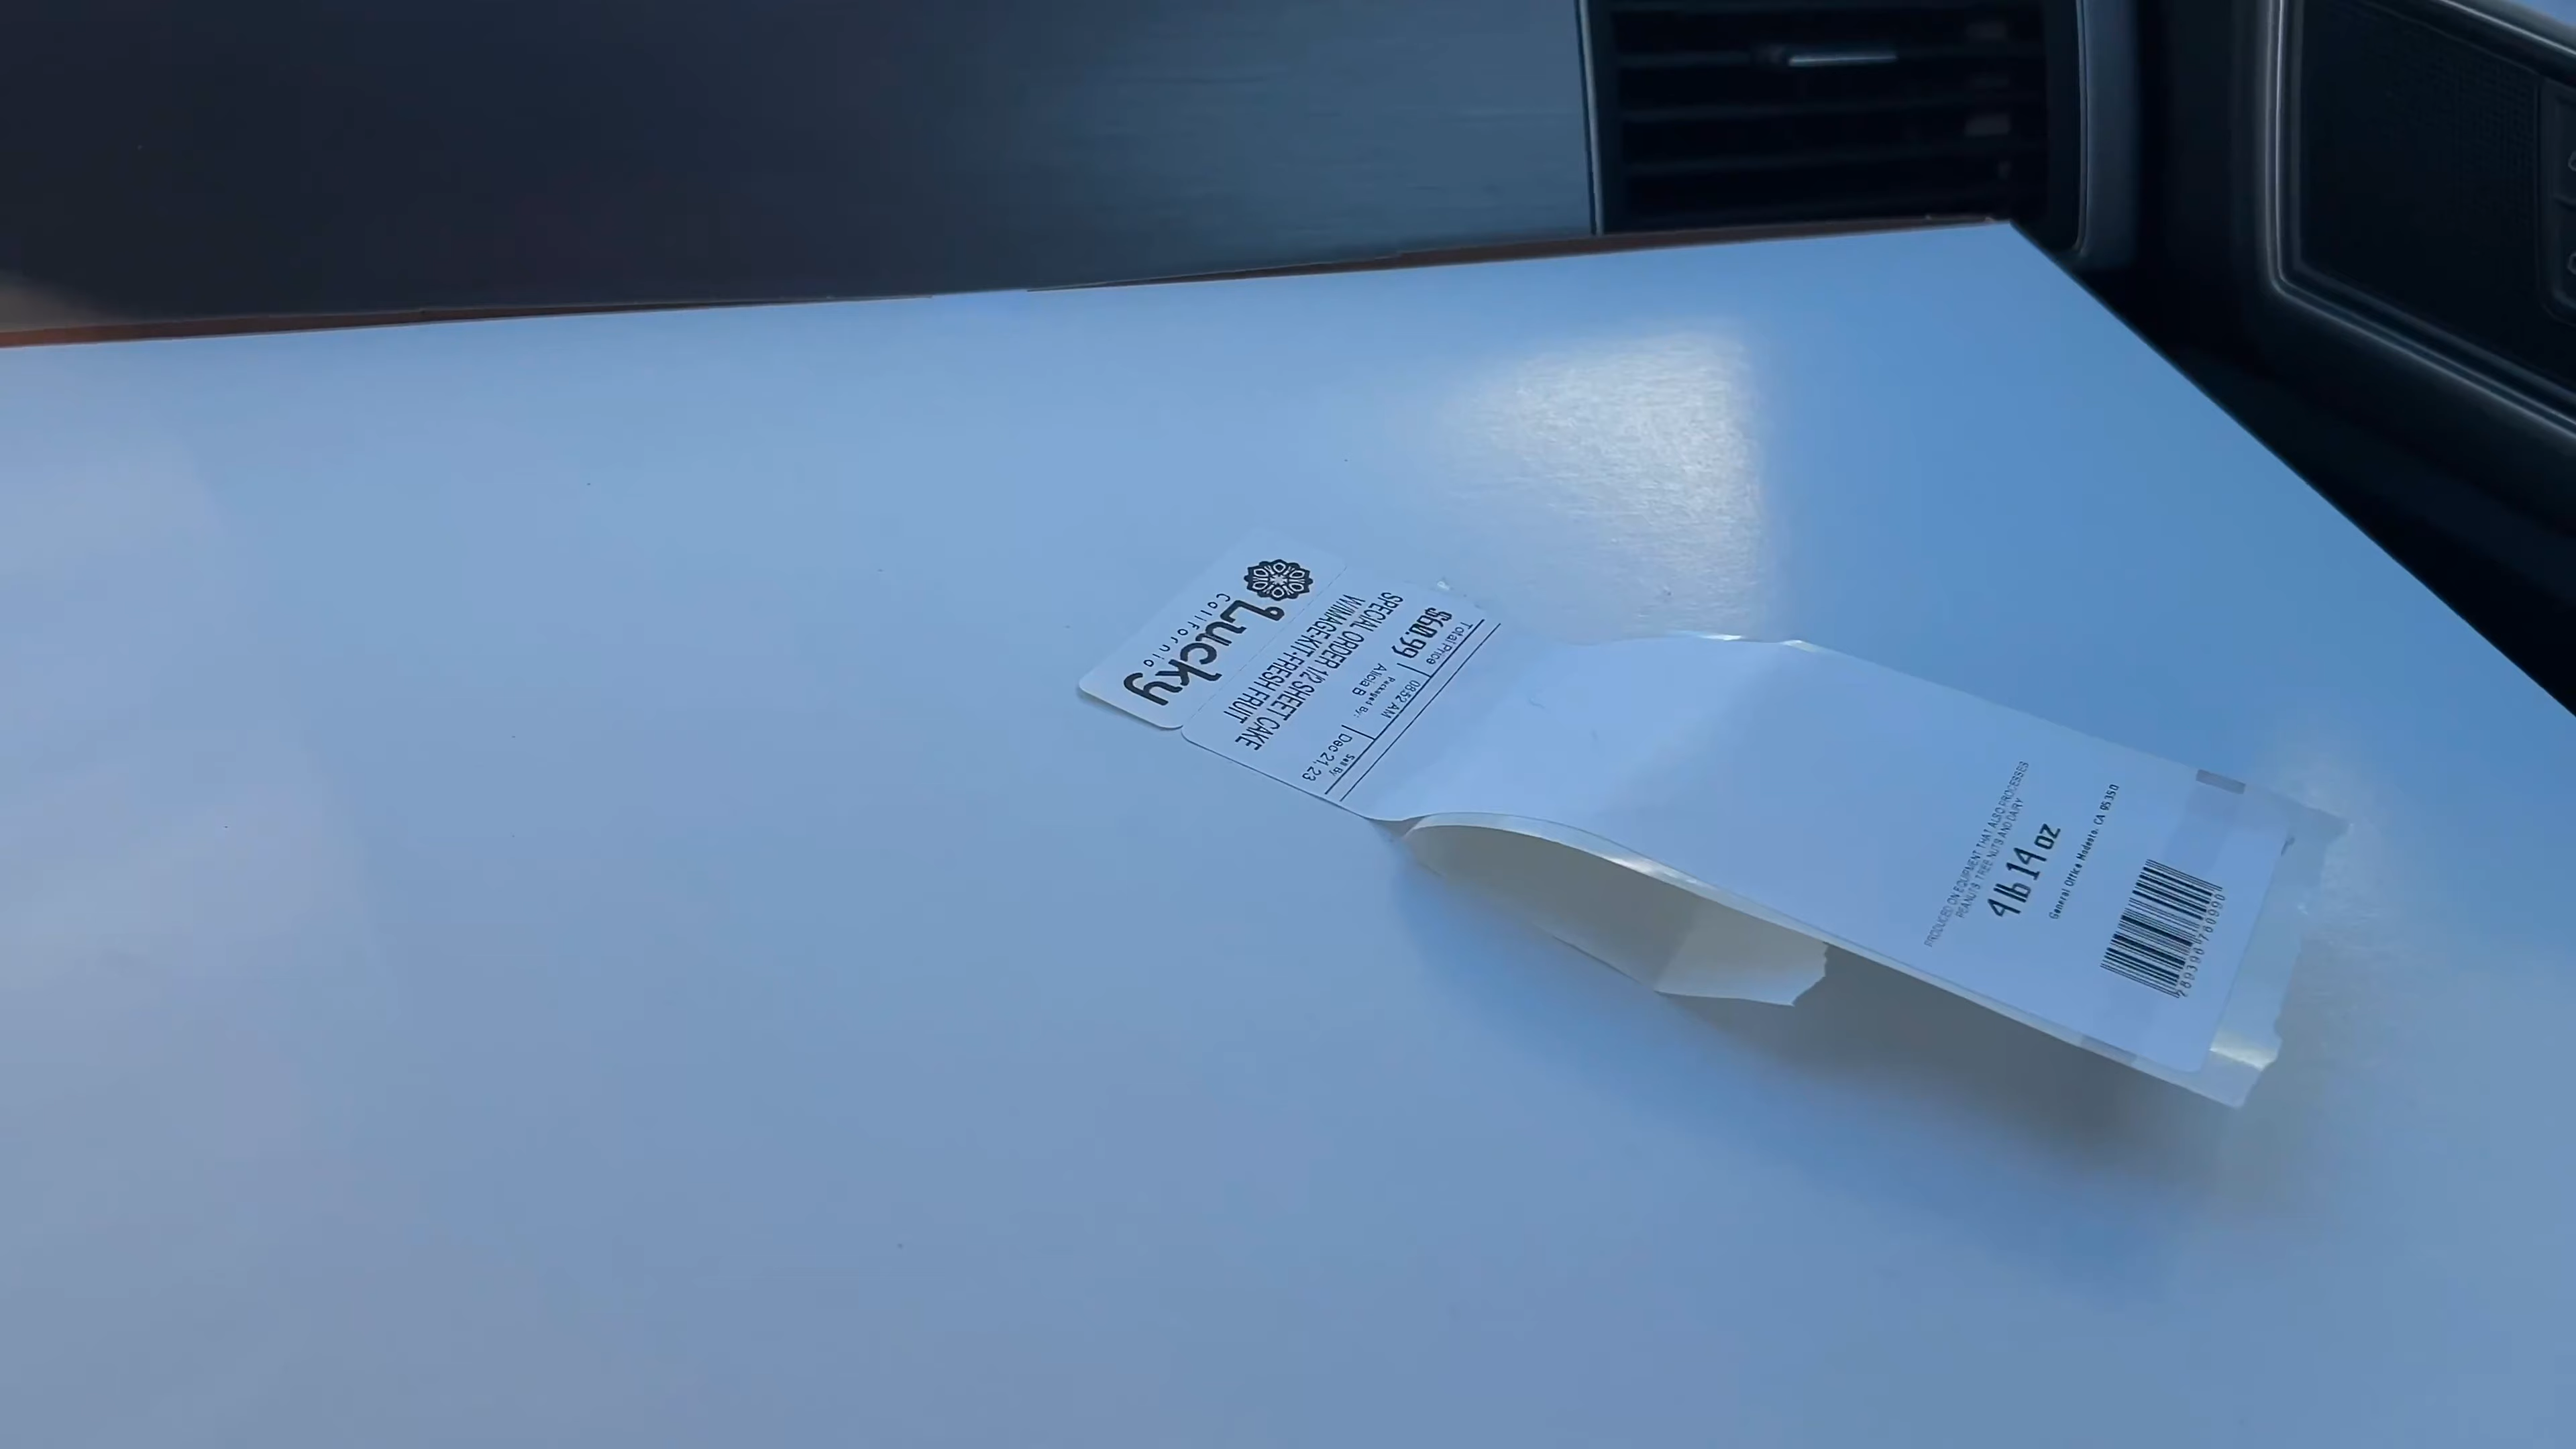 Lucky
California
SPECIAL ORDER 1/2 SHEET CAKE
W/IMAGE-KIT-FRESH FRUIT
Sell By
Dec 21, 23
Packaged By:
Alicia B
08:52 AM
Total Price
$60.99
PRODUCED ON EQUIPMENT THAT ALSO PROCESSES
PEANUTS, TREE NUTS AND DAIRY
4 lb 14 oz
General Office Modesto, CA 95350